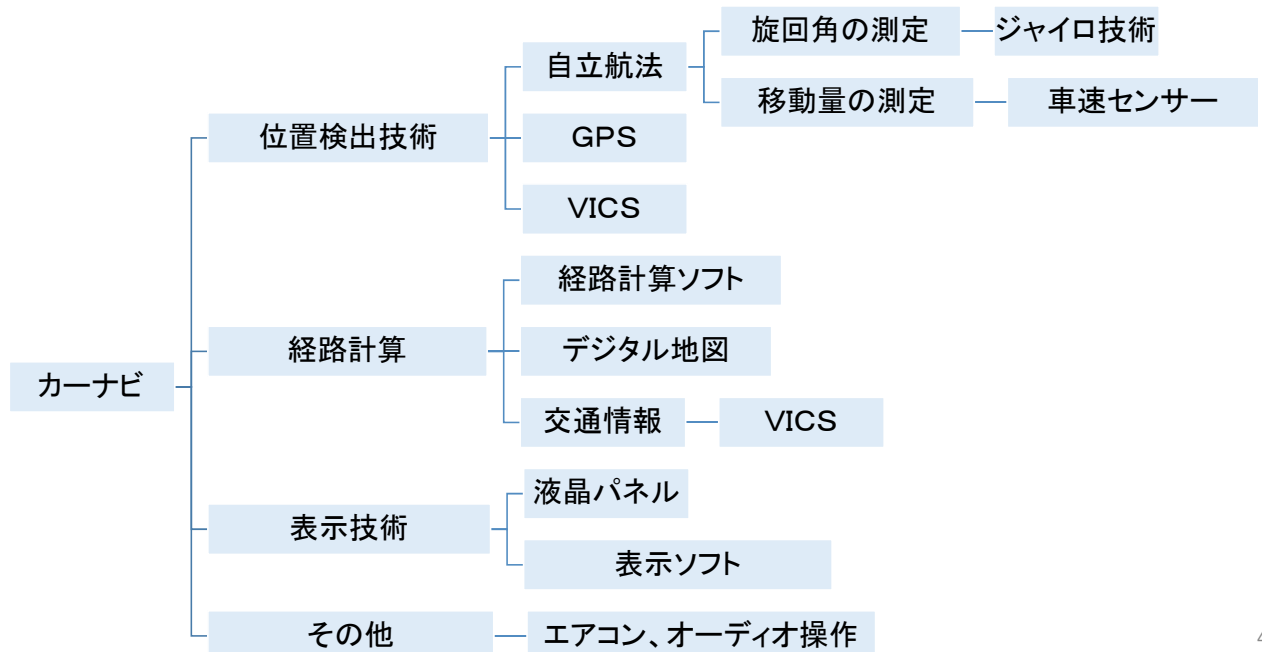 旋回角の測定
ジャイロ技術
自立航法
移動量の測定
車速センサー
位置検出技術
GPS
VICS
経路計算ソフト
経路計算
デジタル地図
カーナビ
交通情報
VICS
液晶パネル
表示技術
表示ソフト
その他
エアコン、オーディオ操作
4